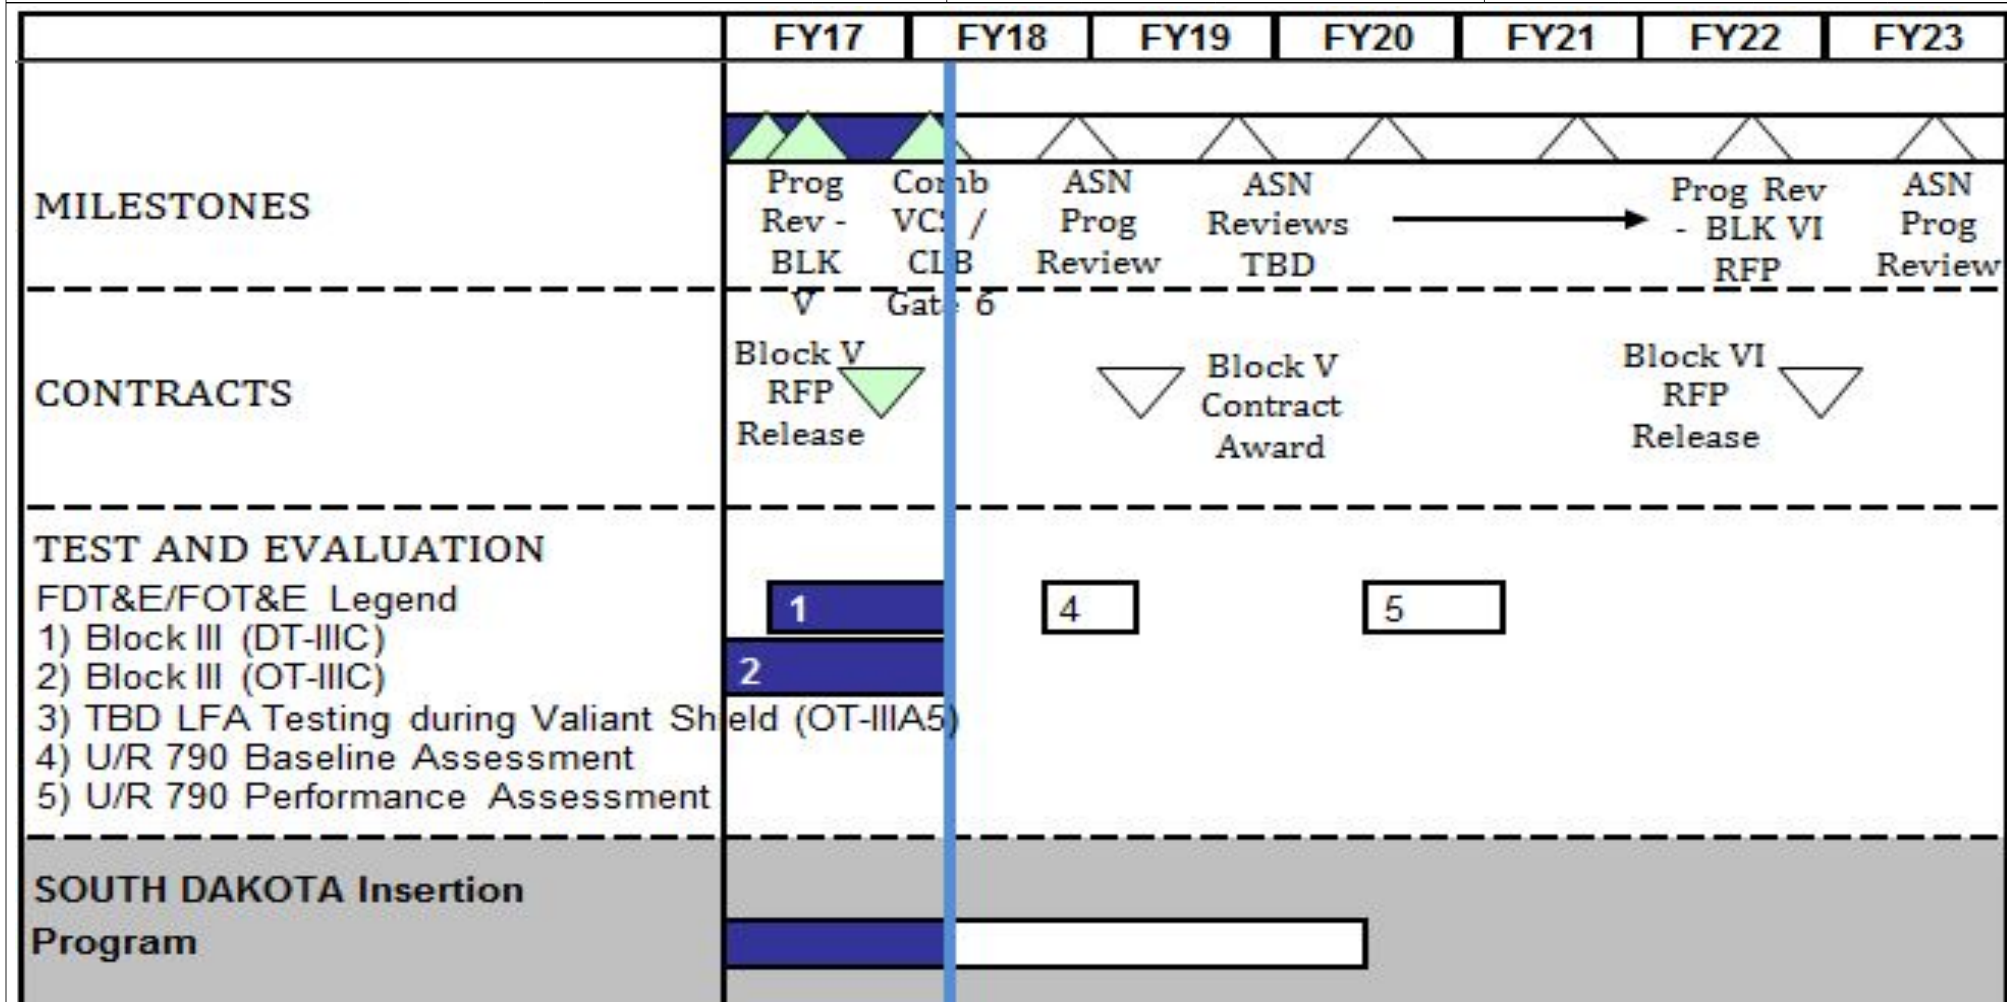 FY17 FY18 FY19 FY20 FY21 FY22 FY23
MILESTONES
Prog
Rev -
BLK
V
Comb
/
Gate 6
ASN
Prog
Review
ASN
Reviews
TBD
Prog Rev
- BLK VI
RFP
ASN
Prog
Review
CONTRACTS
Block V
RFP
Release
Block V
Contract
Award
Block VI
RFP
Release
TEST AND EVALUATION
FDT&E/FOT&E Legend
1) Block III (DT-IIIC)
2) Block III (OT-IIIC)
3) TBD LFA Testing during Valiant Shield (OT-IIIA5)
4) U/R 790 Baseline Assessment
5) U/R 790 Performance Assessment
1
4
5
2
SOUTH DAKOTA Insertion
Program